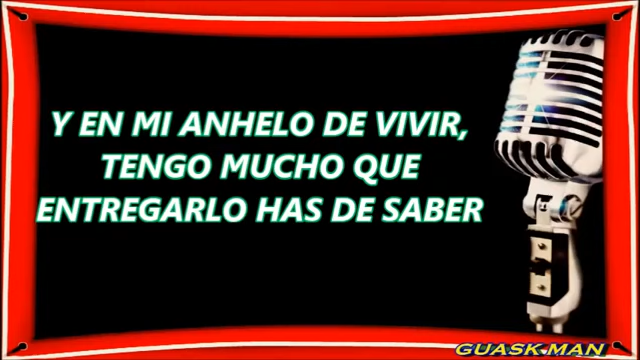 Y EN MI ANHELO DE VIVIR,
TENGO MUCHO QUE
ENTREGARLO HAS DE SABER
GUASK MAN